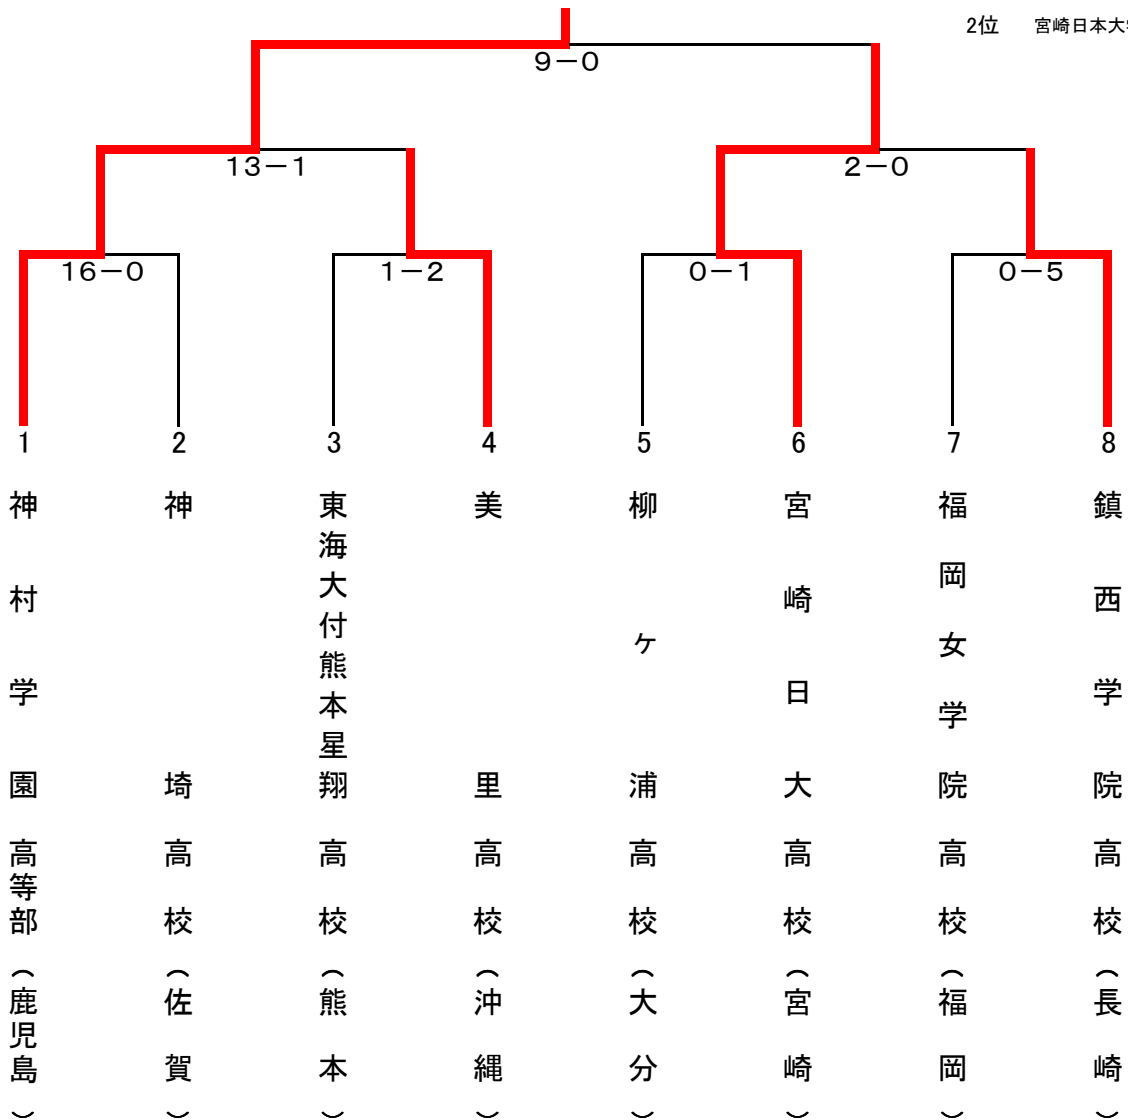 2位 宮崎日本大
9－0
13－1
2－0
16－0
1－2
0－1
0－5
1
2
3
4
5
6
7
8
神村学園高等部（鹿児島）
神埼高校（佐賀）
東海大付熊本星翔高校（熊本）
美里高校（沖縄）
柳ケ浦高校（大分）
宮崎日大高校（宮崎）
福岡女学院高校（福岡）
鎮西学院高校（長崎）